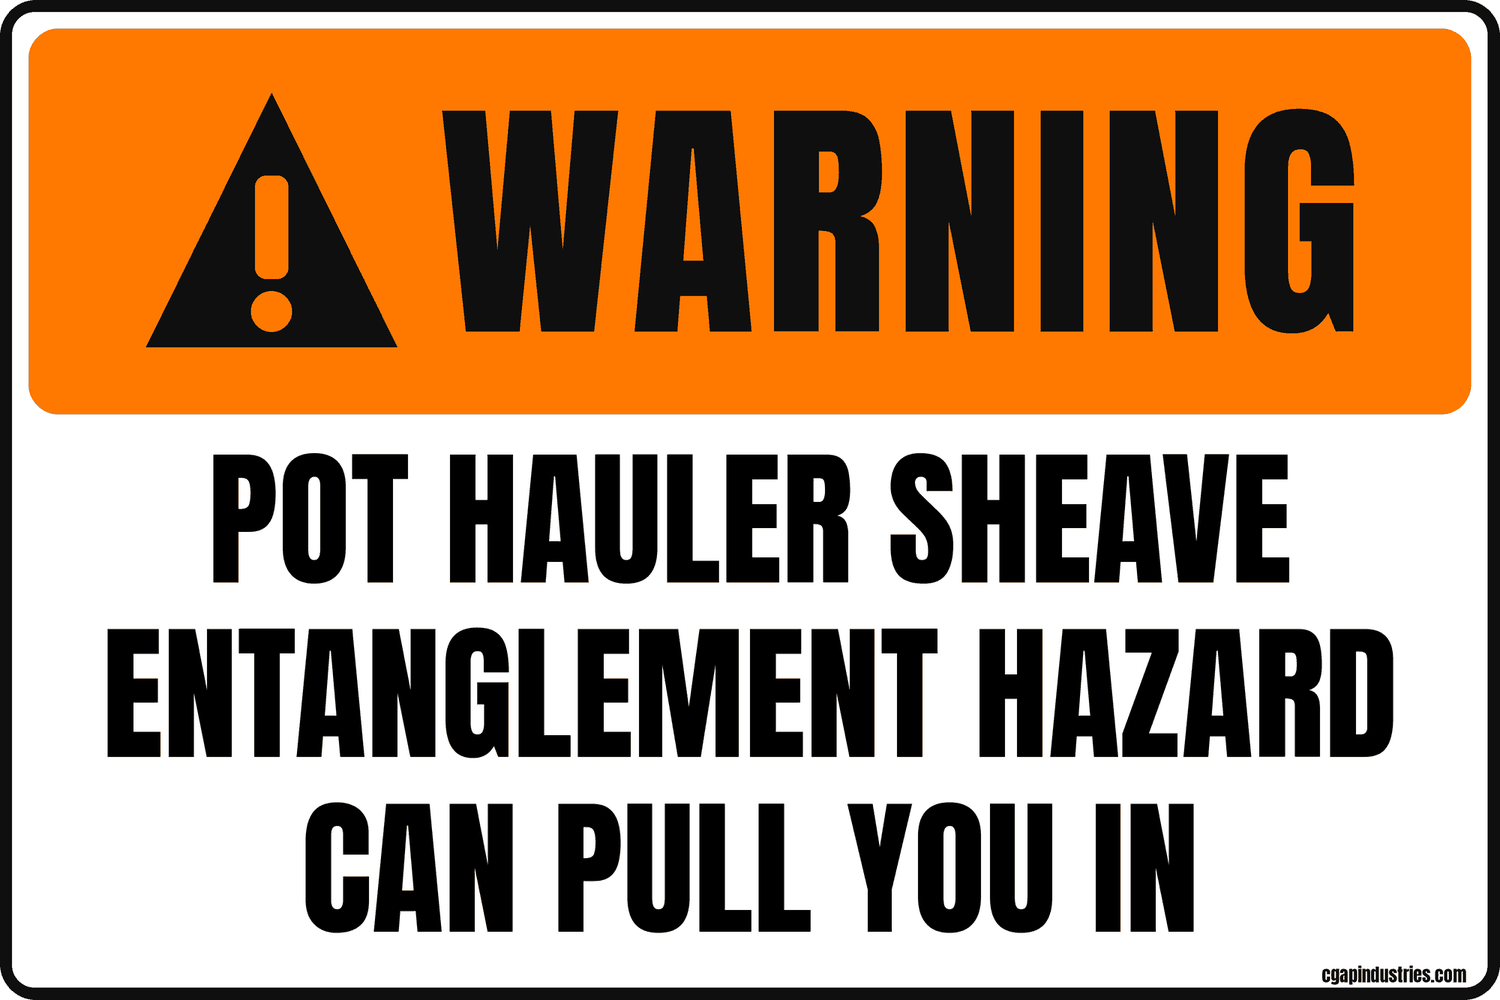 WARNING
POT HAULER SHEAVE
ENTANGLEMENT HAZARD
CAN PULL YOU IN
cgapindustries.com